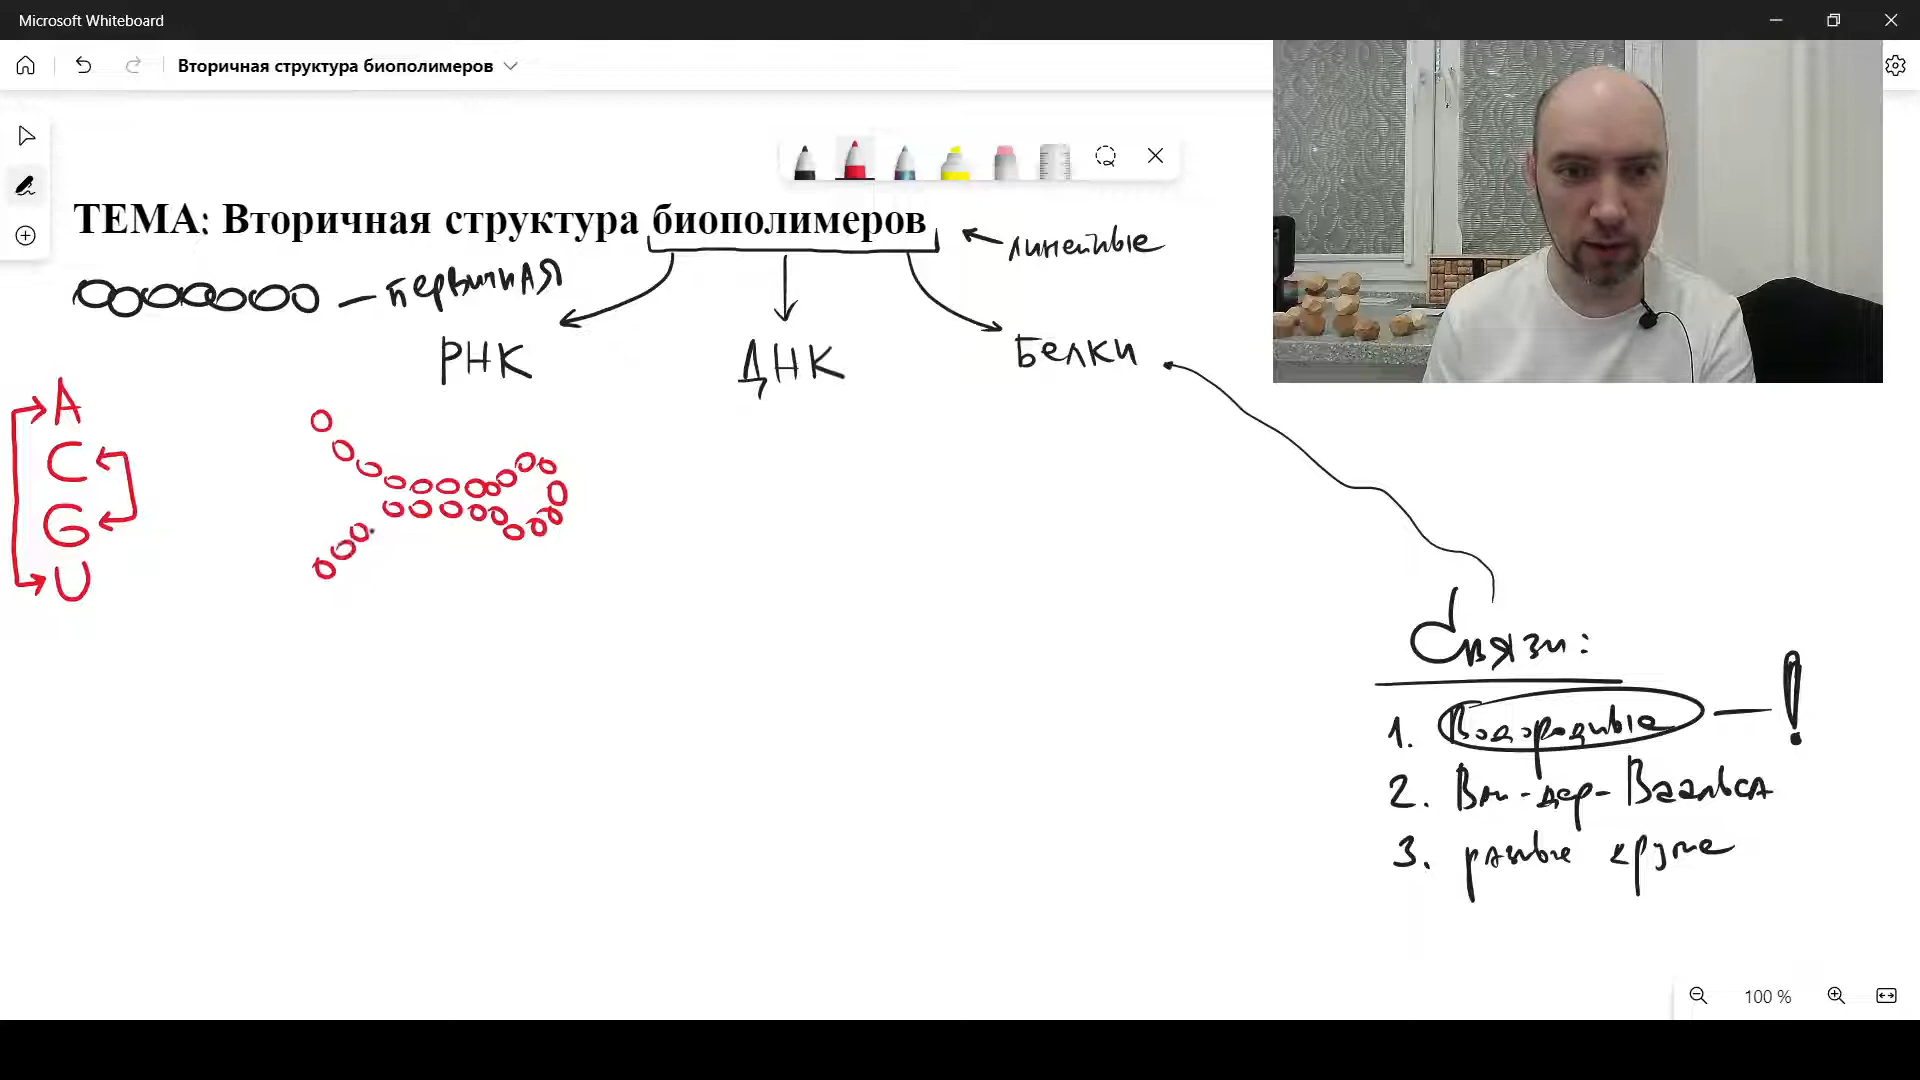 Microsoft Whiteboard
Вторичная структура биополимеров
ТЕМА: Вторичная структура биополимеров
линейные
первичная
РНК
ДНК
Белки
A
C
G
U
Связи:
1. Водородные — !
2. Ван-дер-Ваальса
3. разные кроме
100 %